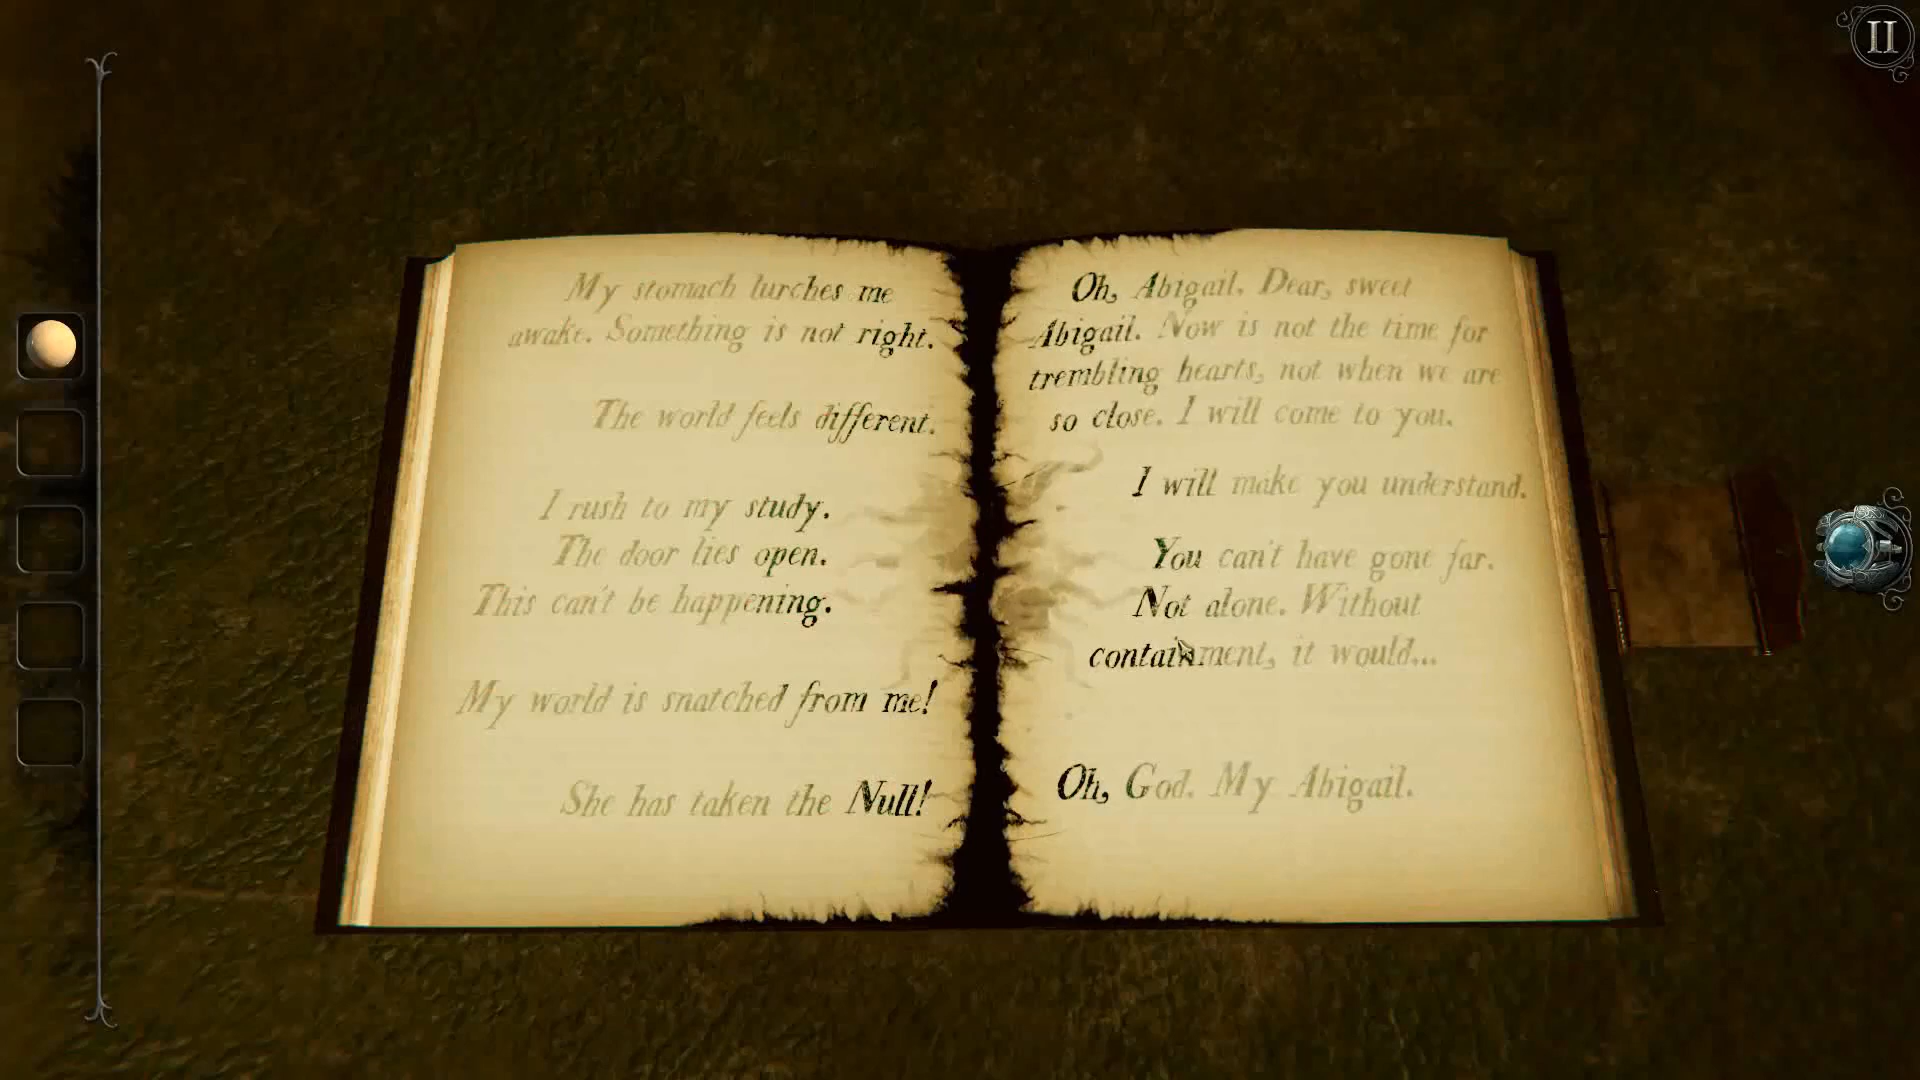 My stomach lurches me
awake. Something is not right.
The world feels different.
I rush to my study.
The door lies open.
This can't be happening.
My world is snatched from me!
She has taken the Null!
Oh, Abigail. Dear, sweet
Abigail. Now is not the time for
trembling hearts, not when we are
so close. I will come to you.
I will make you understand.
You can't have gone far.
Not alone. Without
containment, it would...
Oh, God. My Abigail.